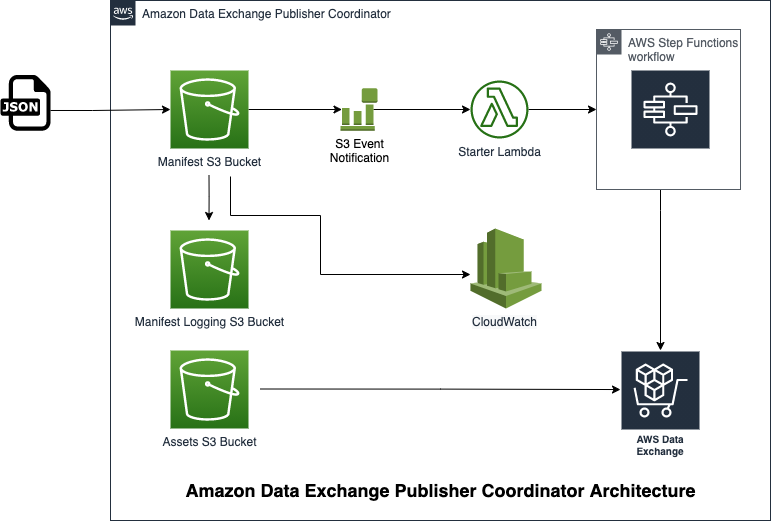 aws
Amazon Data Exchange Publisher Coordinator
AWS Step Functions
workflow
JSON
Manifest S3 Bucket
S3 Event
Notification
Starter Lambda
Manifest Logging S3 Bucket
CloudWatch
Assets S3 Bucket
AWS Data
Exchange
Amazon Data Exchange Publisher Coordinator Architecture